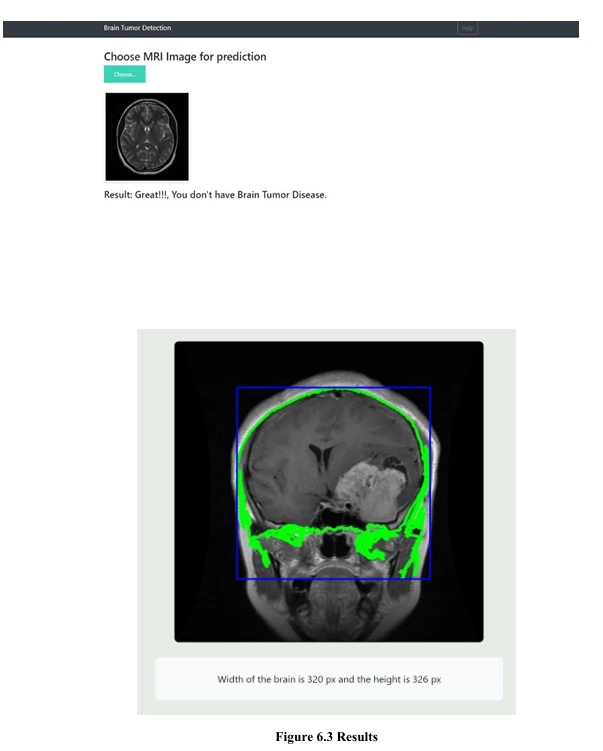 Brain Tumor Detection
Help
Choose MRI Image for prediction
Choose...
Result: Great!!!, You don't have Brain Tumor Disease.
Width of the brain is 320 px and the height is 326 px
Figure 6.3 Results